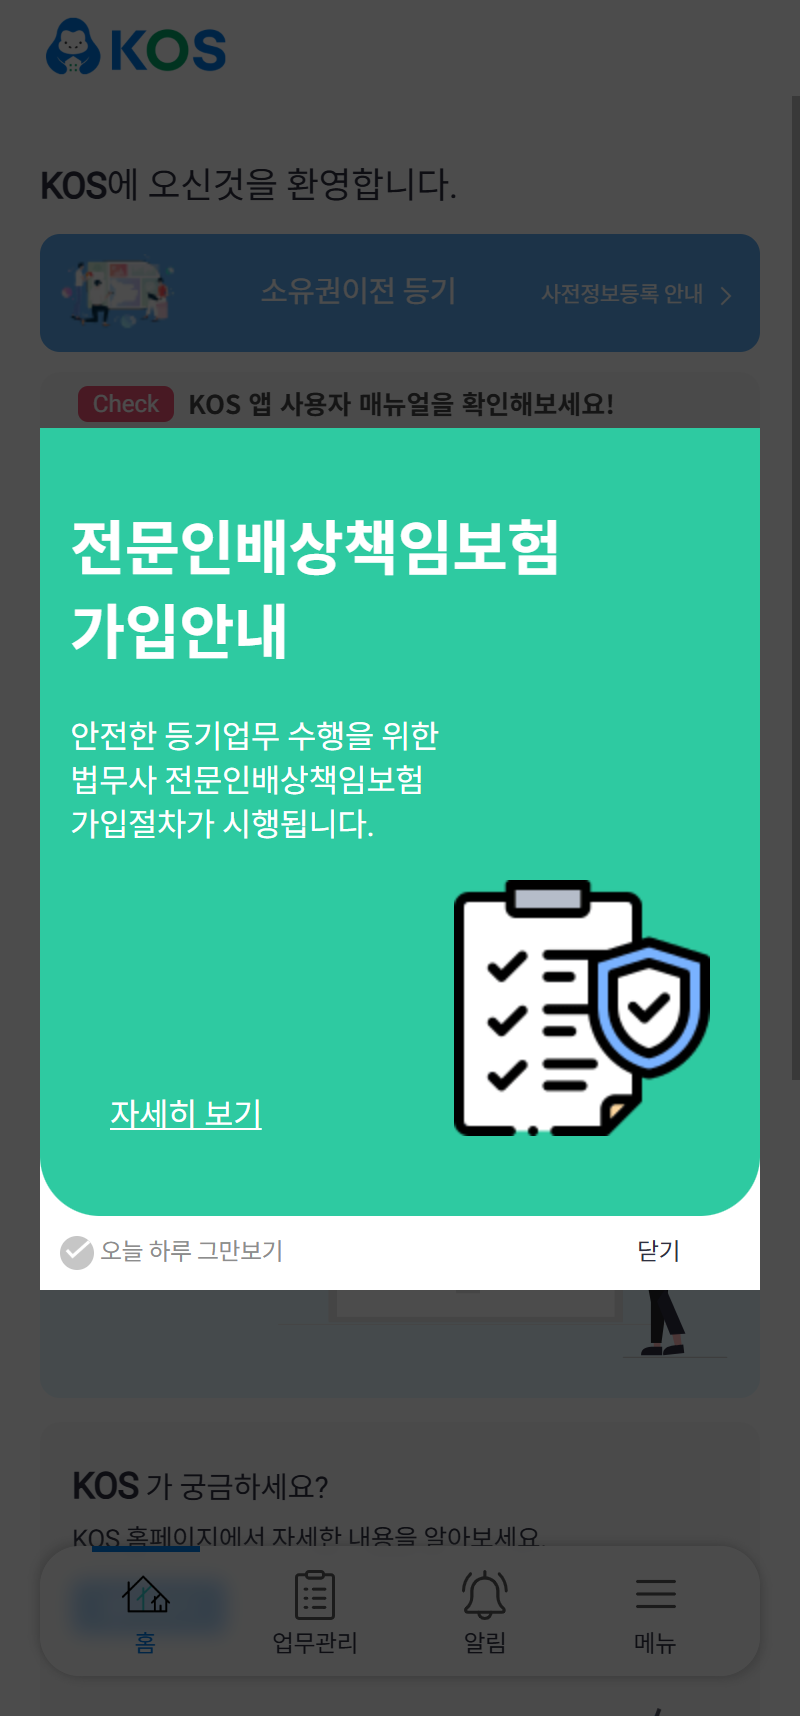 KOS
KOS에 오신것을 환영합니다.
소유권이전 등기
사전정보등록 안내
Check KOS 앱 사용자 매뉴얼을 확인해보세요!
전문인배상책임보험
가입안내
안전한 등기업무 수행을 위한
법무사 전문인배상책임보험
가입절차가 시행됩니다.
자세히 보기
오늘 하루 그만보기 닫기
KOS 가 궁금하세요?
KOS 홈페이지에서 자세한 내용을 알아보세요.
홈 업무관리 알림 메뉴